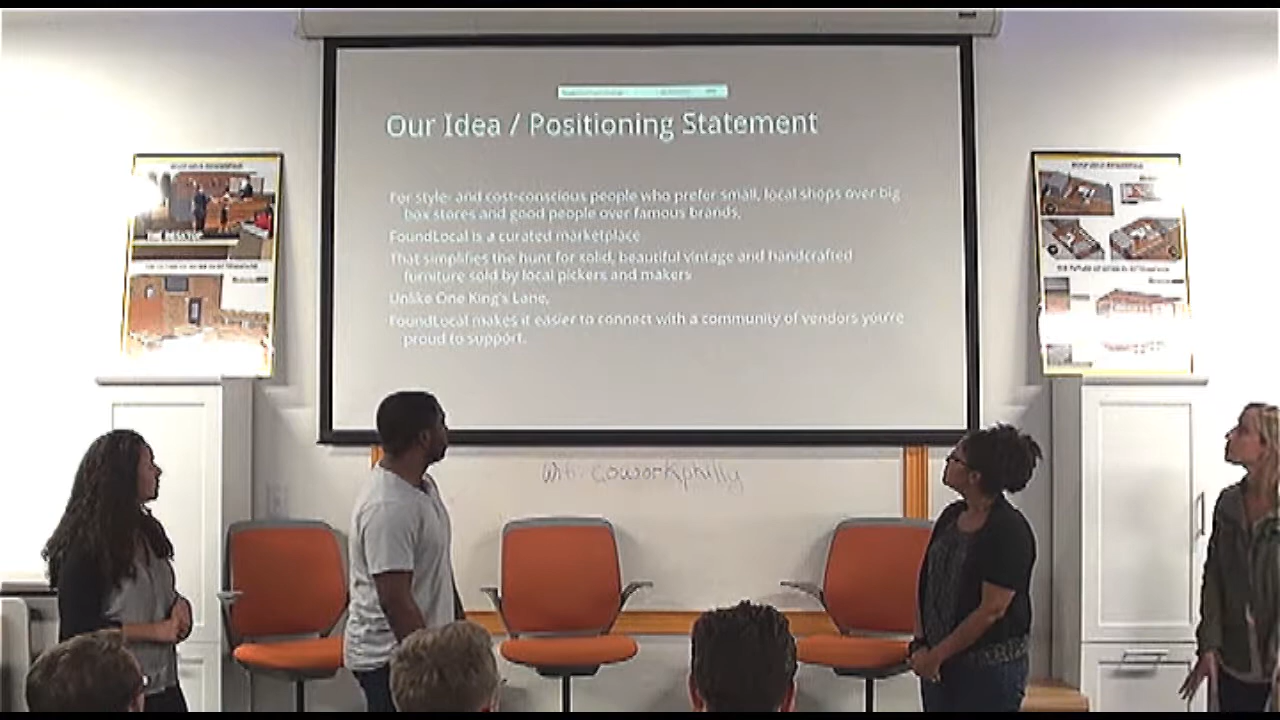 Our Idea / Positioning Statement
For style- and cost-conscious people who prefer small, local shops over big
box stores and good people over famous brands,
FoundLocal is a curated marketplace
That simplifies the hunt for solid, beautiful vintage and handcrafted
furniture sold by local pickers and makers
Unlike One King's Lane,
FoundLocal makes it easier to connect with a community of vendors you're
proud to support.
THE DESKTOP
coworkphilly